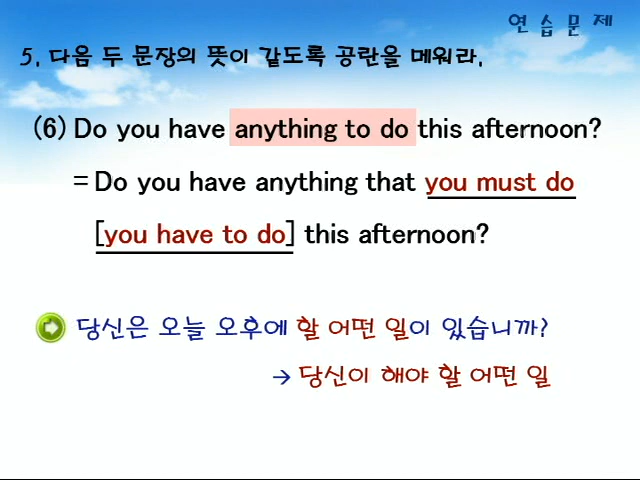 연습문제
5. 다음 두 문장의 뜻이 같도록 공란을 메워라.
(6) Do you have anything to do this afternoon?
= Do you have anything that you must do
[you have to do] this afternoon?
당신은 오늘 오후에 할 어떤 일이 있습니까?
→ 당신이 해야 할 어떤 일